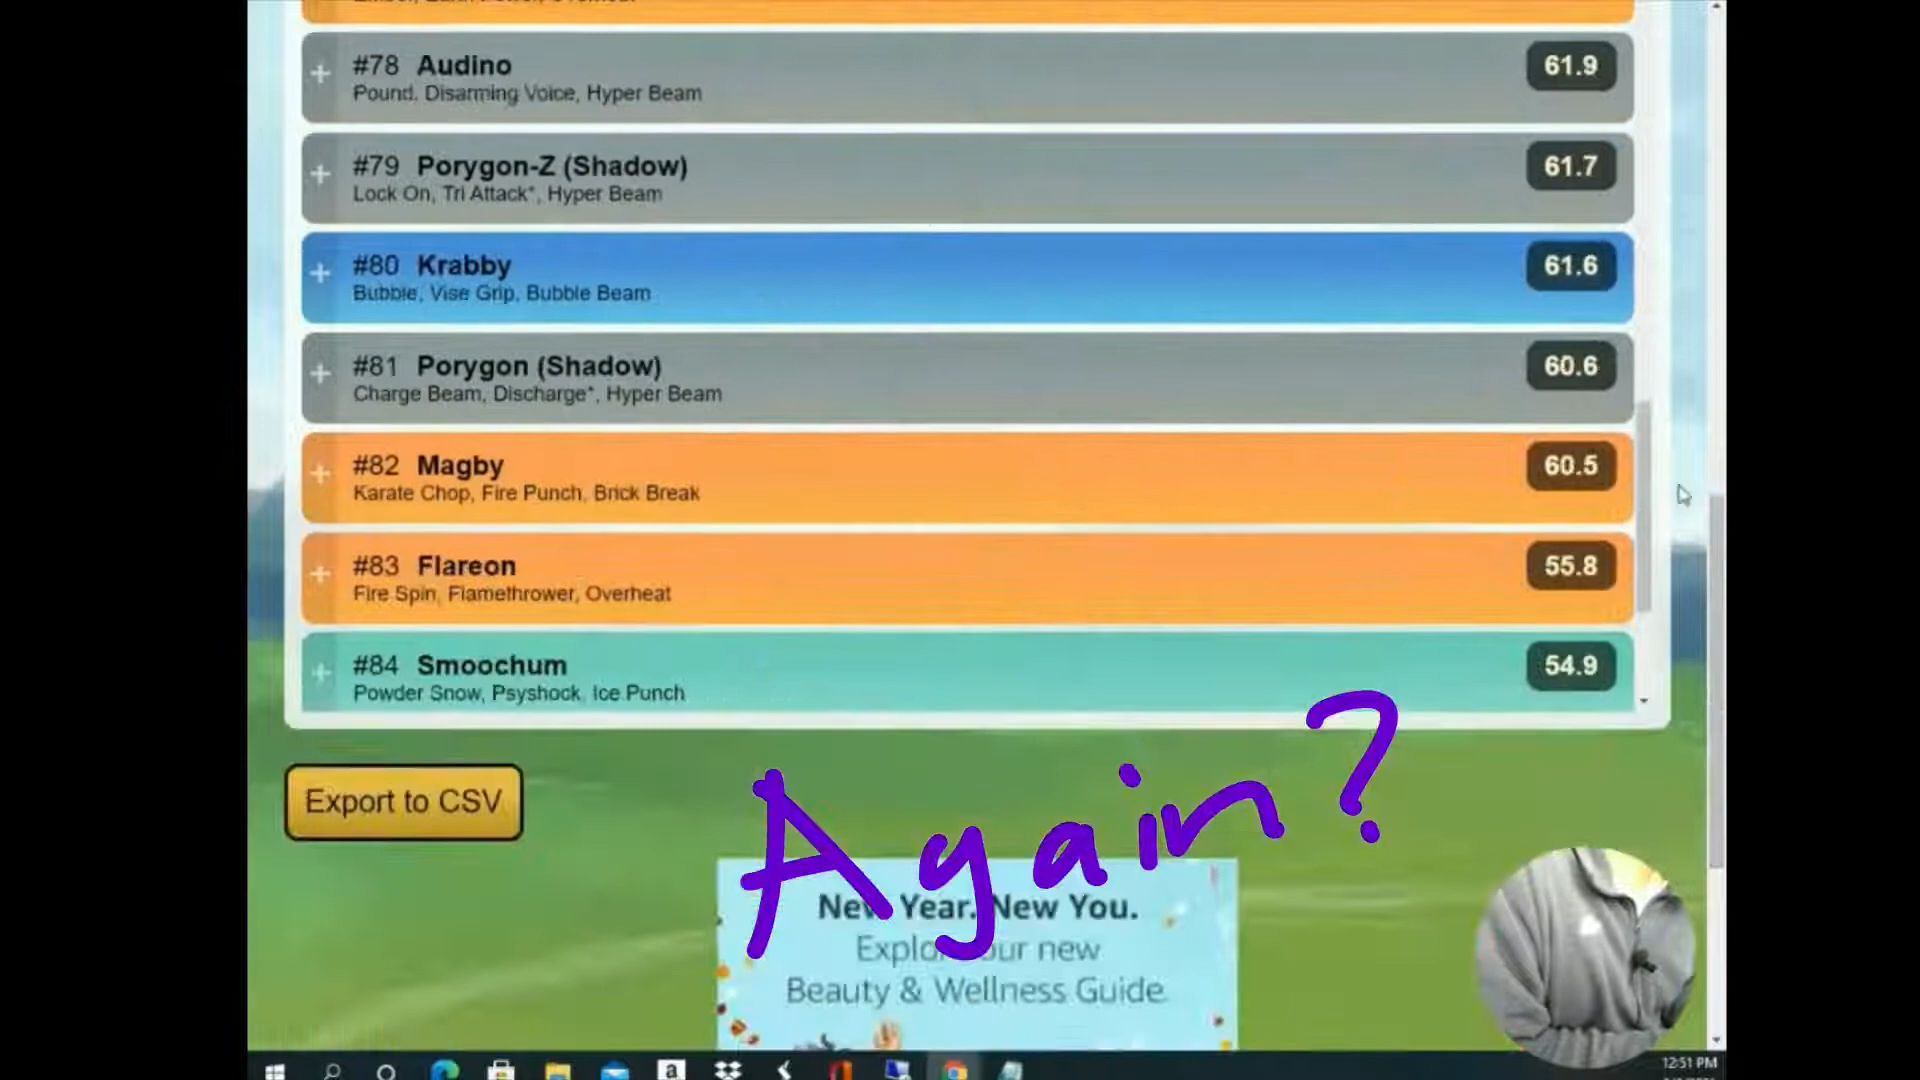 #78 Audino
61.9
Pound, Disarming Voice, Hyper Beam
#79 Porygon-Z (Shadow)
61.7
Lock On, Tri Attack*, Hyper Beam
#80 Krabby
61.6
Bubble, Vise Grip, Bubble Beam
#81 Porygon (Shadow)
60.6
Charge Beam, Discharge*, Hyper Beam
#82 Magby
60.5
Karate Chop, Fire Punch, Brick Break
#83 Flareon
55.8
Fire Spin, Flamethrower, Overheat
#84 Smoochum
54.9
Powder Snow, Psyshock, Ice Punch
Export to CSV
Again?
New Year. New You.
Explore our new
Beauty & Wellness Guide
12:51 PM